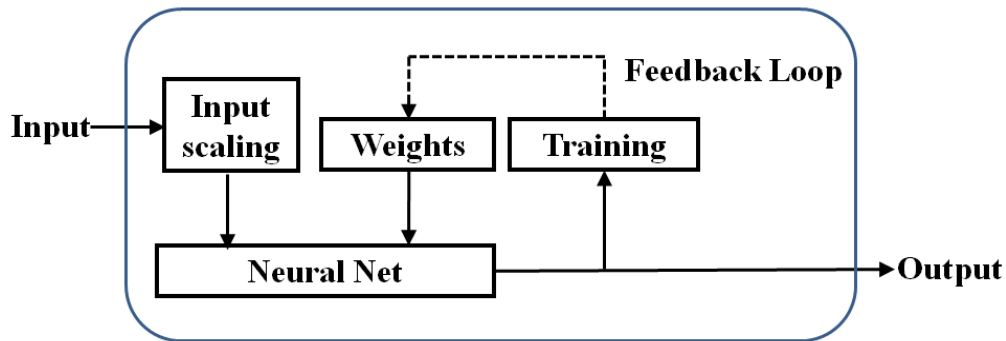 Feedback Loop
Input
Input
scaling
Weights
Training
Neural Net
Output